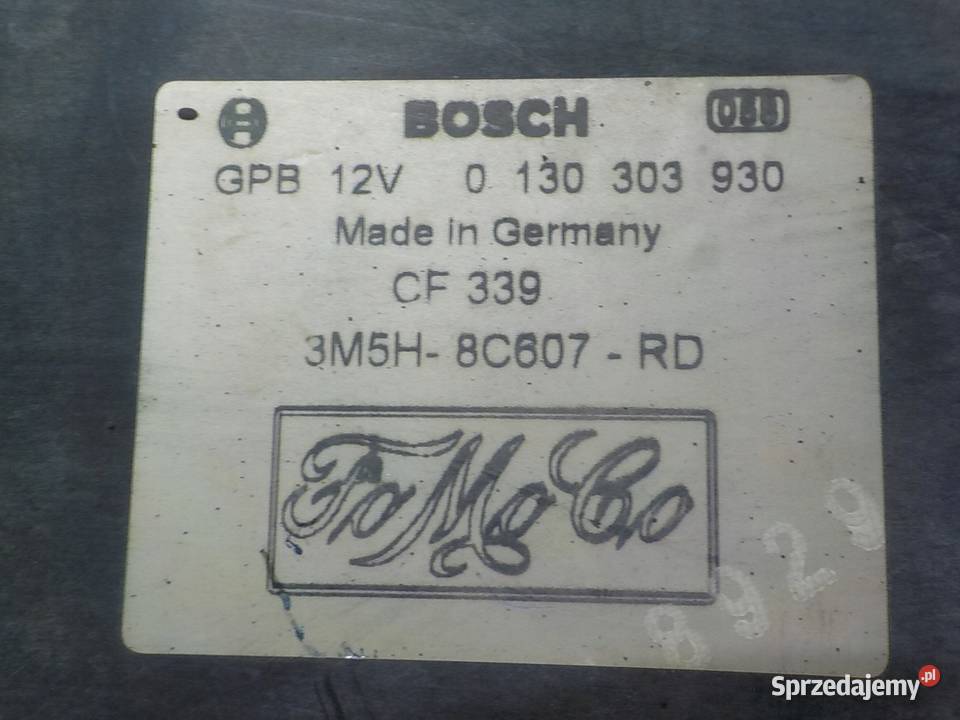 BOSCH
GPB 12V 0 130 303 930
Made in Germany
CF 339
3M5H- 8C607 - RD
FoMoCo
8929
Sprzedajemy.pl